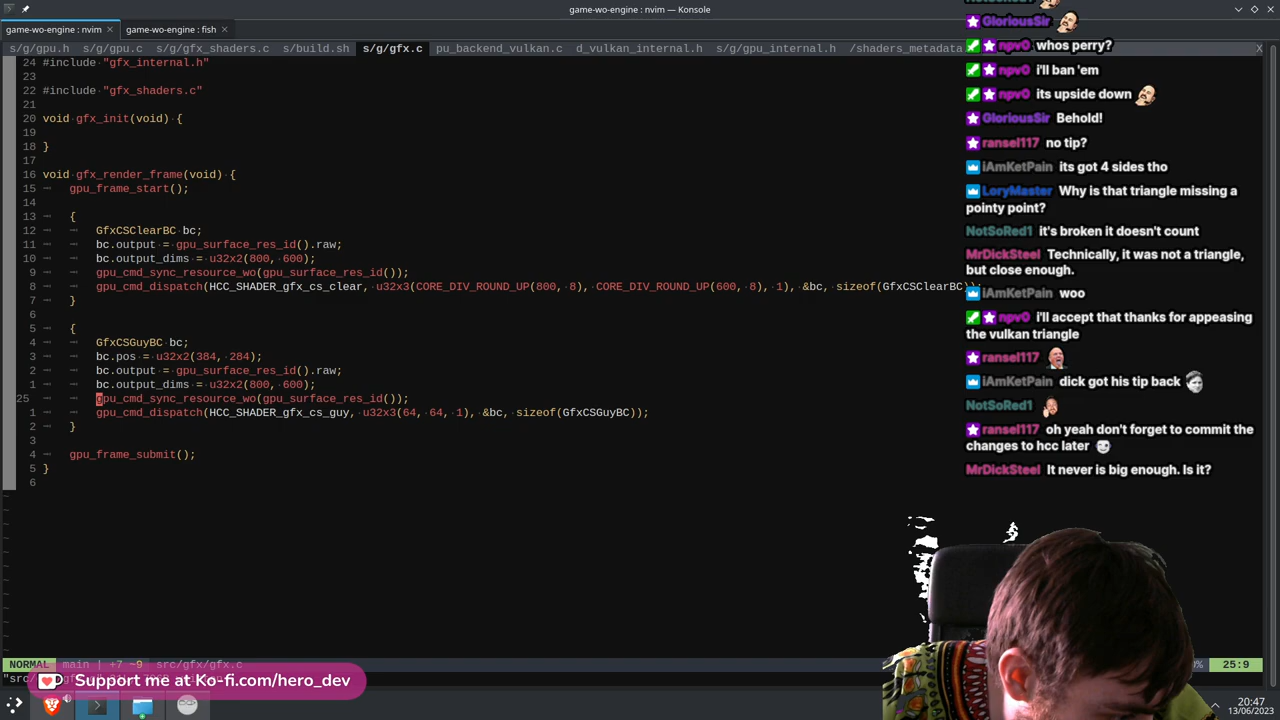 game-wo-engine : nvim — Konsole
game-wo-engine : nvim
game-wo-engine : fish
s/g/gpu.h s/g/gpu.c s/g/gfx_shaders.c s/build.sh s/g/gfx.c pu_backend_vulkan.c d_vulkan_internal.h s/g/gpu_internal.h /shaders_metadata X
24 #include "gfx_internal.h"
23
22 #include "gfx_shaders.c"
21
20 void gfx_init(void) {
19
18 }
17
16 void gfx_render_frame(void) {
15 gpu_frame_start();
14
13 {
12 GfxCSClearBC bc;
11 bc.output = gpu_surface_res_id().raw;
10 bc.output_dims = u32x2(800, 600);
9 gpu_cmd_sync_resource_wo(gpu_surface_res_id());
8 gpu_cmd_dispatch(HCC_SHADER_gfx_cs_clear, u32x3(CORE_DIV_ROUND_UP(800, 8), CORE_DIV_ROUND_UP(600, 8), 1), &bc, sizeof(GfxCSClearBC));
7 }
6
5 {
4 GfxCSGuyBC bc;
3 bc.pos = u32x2(384, 284);
2 bc.output = gpu_surface_res_id().raw;
1 bc.output_dims = u32x2(800, 600);
25 gpu_cmd_sync_resource_wo(gpu_surface_res_id());
1 gpu_cmd_dispatch(HCC_SHADER_gfx_cs_guy, u32x3(64, 64, 1), &bc, sizeof(GfxCSGuyBC));
2 }
3
4 gpu_frame_submit();
5 }
6
NORMAL main | +7 ~9 src/gfx/gfx.c
25:9
Support me at Ko-fi.com/hero_dev
20:47
13/06/2023
GloriousSir
npv0 whos perry?
npv0 i'll ban 'em
npv0 its upside down
GloriousSir Behold!
ransel117 no tip?
iAmKetPain its got 4 sides tho
LoryMaster Why is that triangle missing a
pointy point?
NotSoRed1 it's broken it doesn't count
MrDickSteel Technically, it was not a triangle,
but close enough.
iAmKetPain woo
npv0 i'll accept that thanks for appeasing
the vulkan triangle
ransel117
iAmKetPain dick got his tip back
NotSoRed1
ransel117 oh yeah don't forget to commit the
changes to hcc later
MrDickSteel It never is big enough. Is it?